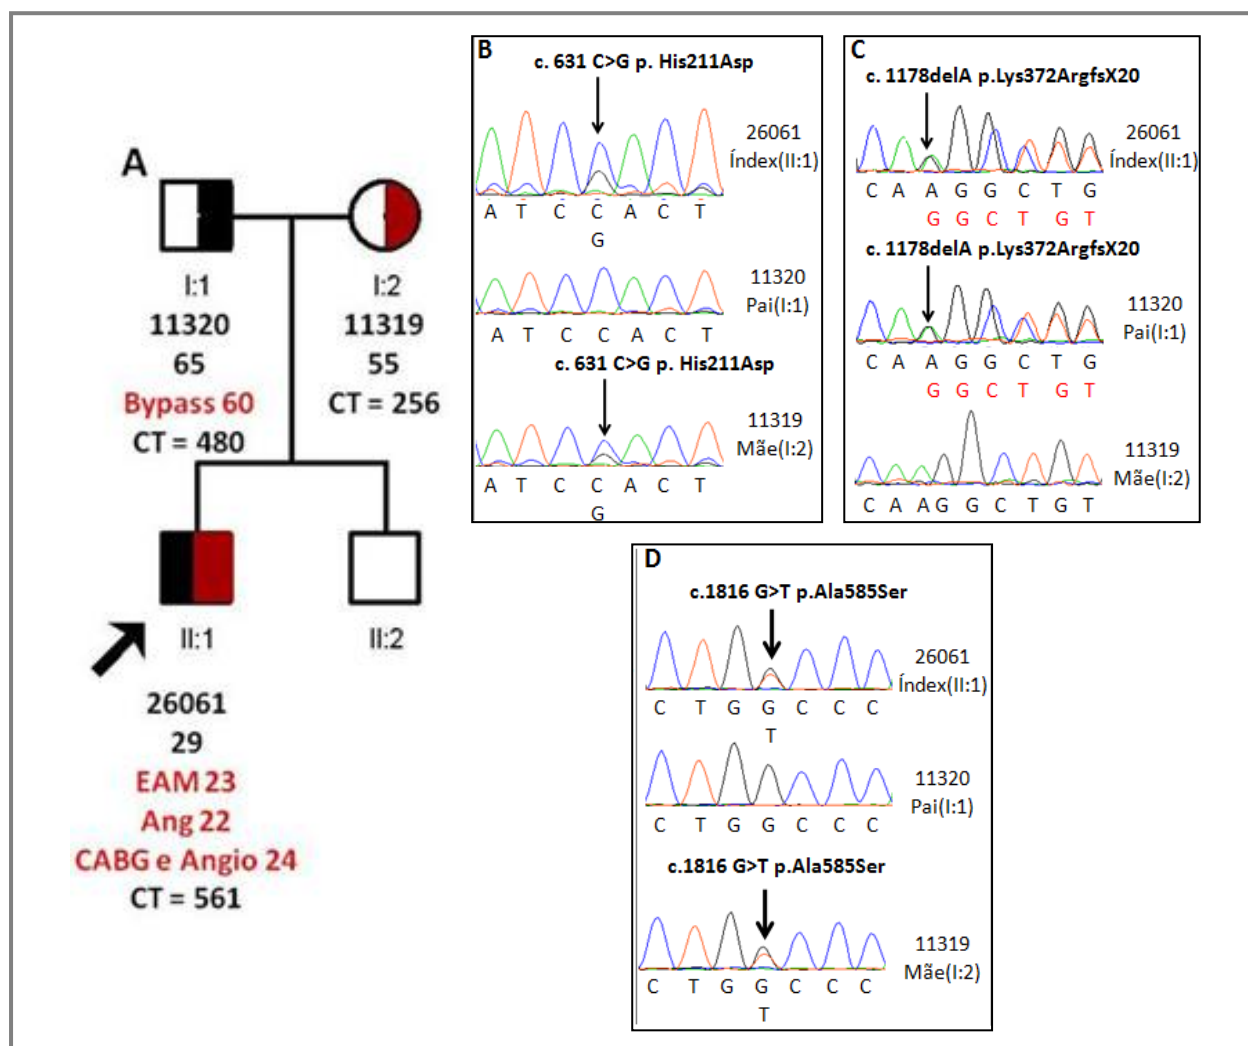 A
I:1
11320
65
Bypass 60
CT = 480
I:2
11319
55
CT = 256
II:1
26061
29
EAM 23
Ang 22
CABG e Angio 24
CT = 561
II:2
B
c. 631 C>G p. His211Asp
26061
Índex(II:1)
A T C C A C T
G
11320
Pai(I:1)
A T C C A C T
c. 631 C>G p. His211Asp
11319
Mãe(I:2)
A T C C A C T
G
C
c. 1178delA p.Lys372ArgfsX20
26061
Índex(II:1)
C A A G G C T G
G G C T G T
c. 1178delA p.Lys372ArgfsX20
11320
Pai(I:1)
C A A G G C T G
G G C T G T
11319
Mãe(I:2)
C A A G G C T G T
D
c.1816 G>T p.Ala585Ser
26061
Índex(II:1)
C T G G C C C
T
11320
Pai(I:1)
C T G G C C C
c.1816 G>T p.Ala585Ser
11319
Mãe(I:2)
C T G G C C C
T